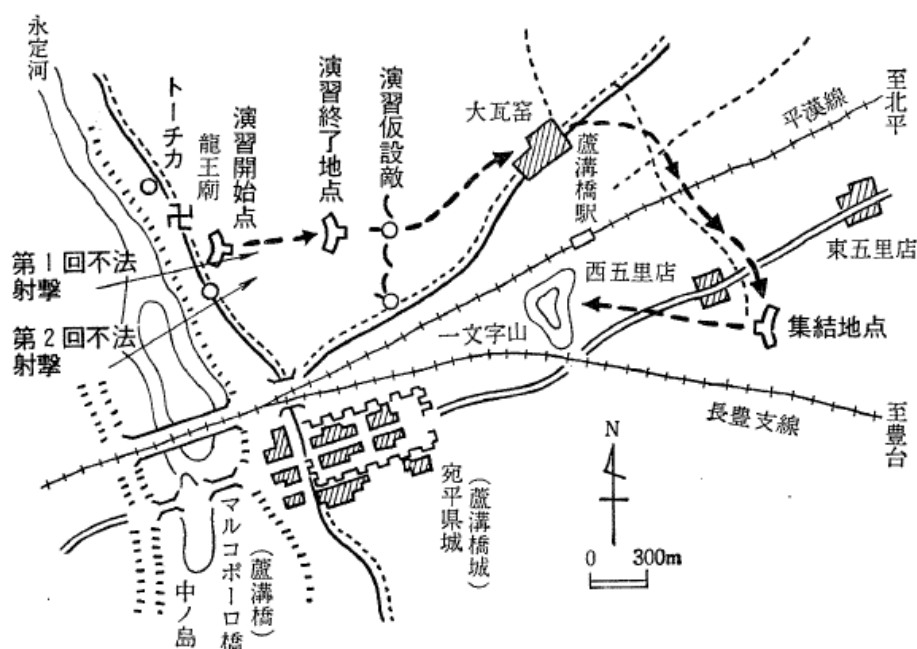 永定河
トーチカ
龍王廟
演習開始点
演習終了地点
演習仮設敵
大瓦窑
蘆溝橋駅
平漢線
至北平
東五里店
西五里店
集結地点
第1回不法
射撃
第2回不法
射撃
一文字山
長豊支線
至豊台
N
0 300m
宛平県城
(蘆溝橋城)
マルコポーロ橋
(蘆溝橋)
中ノ島